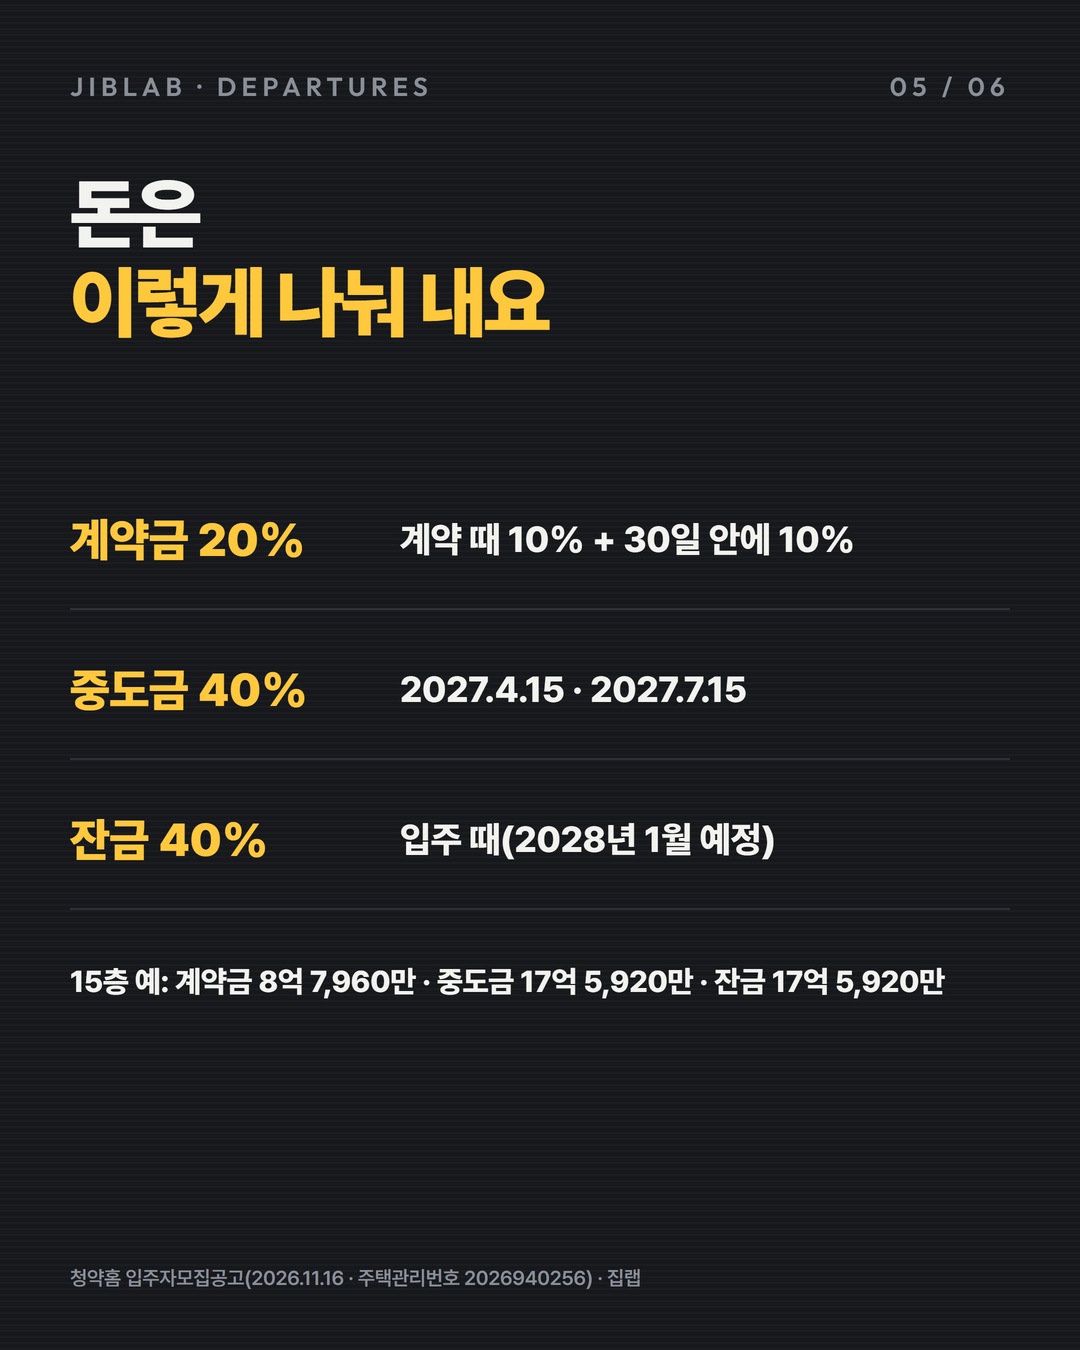 JIBLAB · DEPARTURES
05 / 06
돈은
이렇게 나눠 내요
계약금 20%
계약 때 10% + 30일 안에 10%
중도금 40%
2027.4.15 · 2027.7.15
잔금 40%
입주 때(2028년 1월 예정)
15층 예: 계약금 8억 7,960만 · 중도금 17억 5,920만 · 잔금 17억 5,920만
청약홈 입주자모집공고(2026.11.16 · 주택관리번호 2026940256) · 집랩